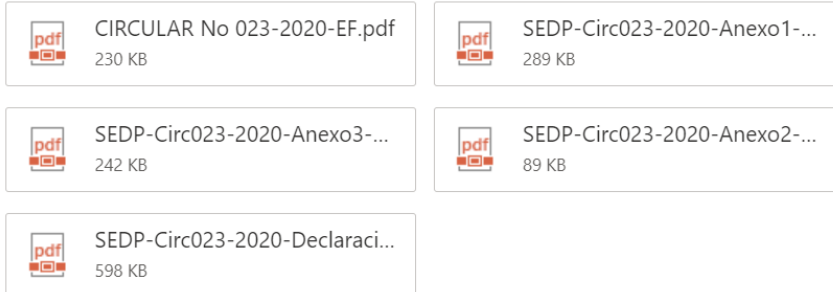 pdf
CIRCULAR No 023-2020-EF.pdf
230 KB
pdf
SEDP-Circ023-2020-Anexo1-...
289 KB
pdf
SEDP-Circ023-2020-Anexo3-...
242 KB
pdf
SEDP-Circ023-2020-Anexo2-...
89 KB
pdf
SEDP-Circ023-2020-Declaraci...
598 KB